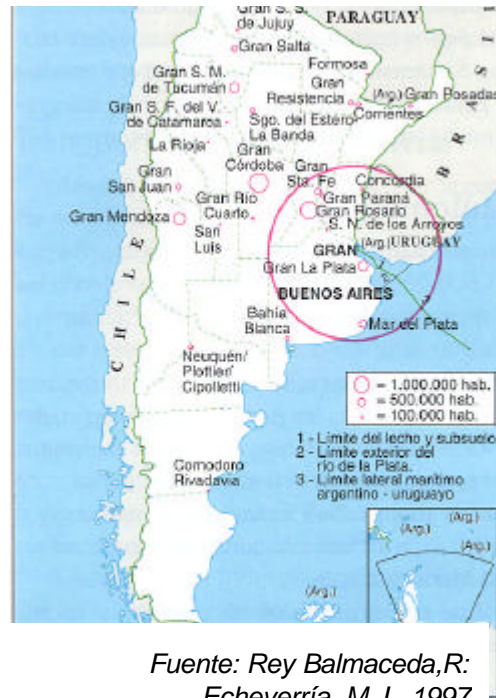 Gran S. S.
de Jujuy
PARAGUAY
Gran Salta
Formosa
Gran S. M.
de Tucumán
Gran
Resistencia
(Arg.) Gran Posadas
Corrientes
Gran S. F. del V.
de Catamarca
Sgo. del Estero
La Banda
La Rioja
Gran
Córdoba
Gran
Sta. Fe
Concordia
BRASI
Gran
San Juan
Gran Paraná
Gran Rosario
Gran Río
Cuarto
Gran Mendoza
San
Luis
S. N. de los Arroyos
(Arg.) URUGUAY
GRAN
Gran La Plata
BUENOS AIRES
CHILE
Bahía
Blanca
Mar del Plata
Neuquén/
Plottier/
Cipolletti
= 1.000.000 hab.
= 500.000 hab.
= 100.000 hab.
1 - Límite del lecho y subsuelo
2 - Límite exterior del
río de la Plata.
3 - Límite lateral marítimo
argentino - uruguayo
Comodoro
Rivadavia
(Arg.)
(Arg.)
(Arg.)
(Arg.)
Fuente: Rey Balmaceda,R:
Echeverría, M. J. 1997